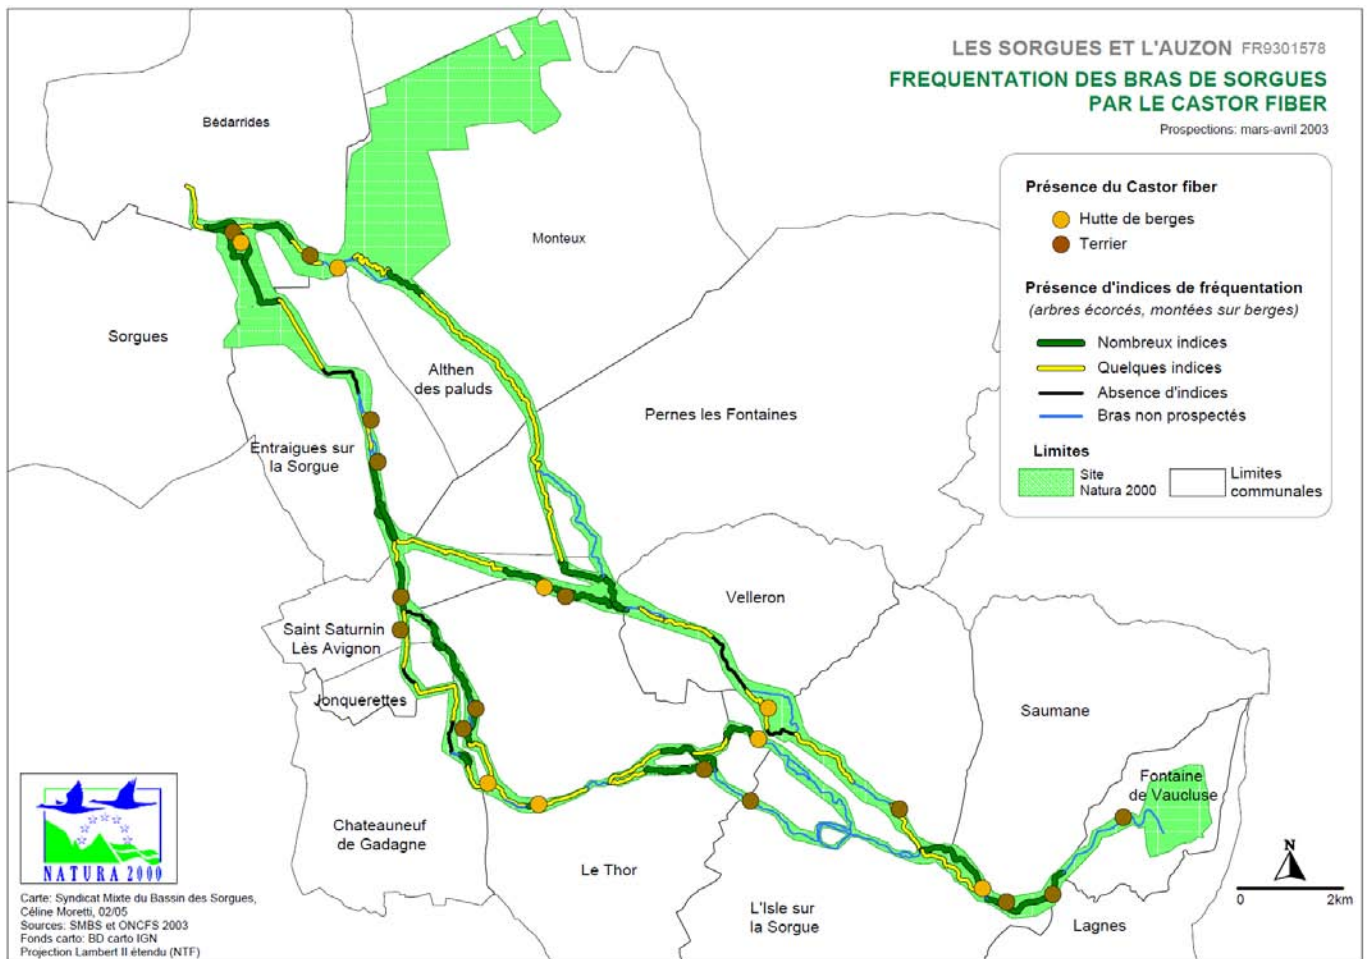 LES SORGUES ET L'AUZON FR9301578
FREQUENTATION DES BRAS DE SORGUES
PAR LE CASTOR FIBER
Prospections: mars-avril 2003
Présence du Castor fiber
Hutte de berges
Terrier
Présence d'indices de fréquentation
(arbres écorcés, montées sur berges)
Nombreux indices
Quelques indices
Absence d'indices
Bras non prospectés
Limites
Site
Natura 2000
Limites
communales
Bédarrides
Monteux
Sorgues
Althen
des paluds
Pernes les Fontaines
Entraigues sur
la Sorgue
Velleron
Saint Saturnin
Lès Avignon
Jonquerettes
Saumane
Fontaine
de Vaucluse
Chateauneuf
de Gadagne
Le Thor
L'Isle sur
la Sorgue
Lagnes
N
0 2km
NATURA 2000
Carte: Syndicat Mixte du Bassin des Sorgues,
Céline Moretti, 02/05
Sources: SMBS et ONCFS 2003
Fonds carto: BD carto IGN
Projection Lambert II étendu (NTF)